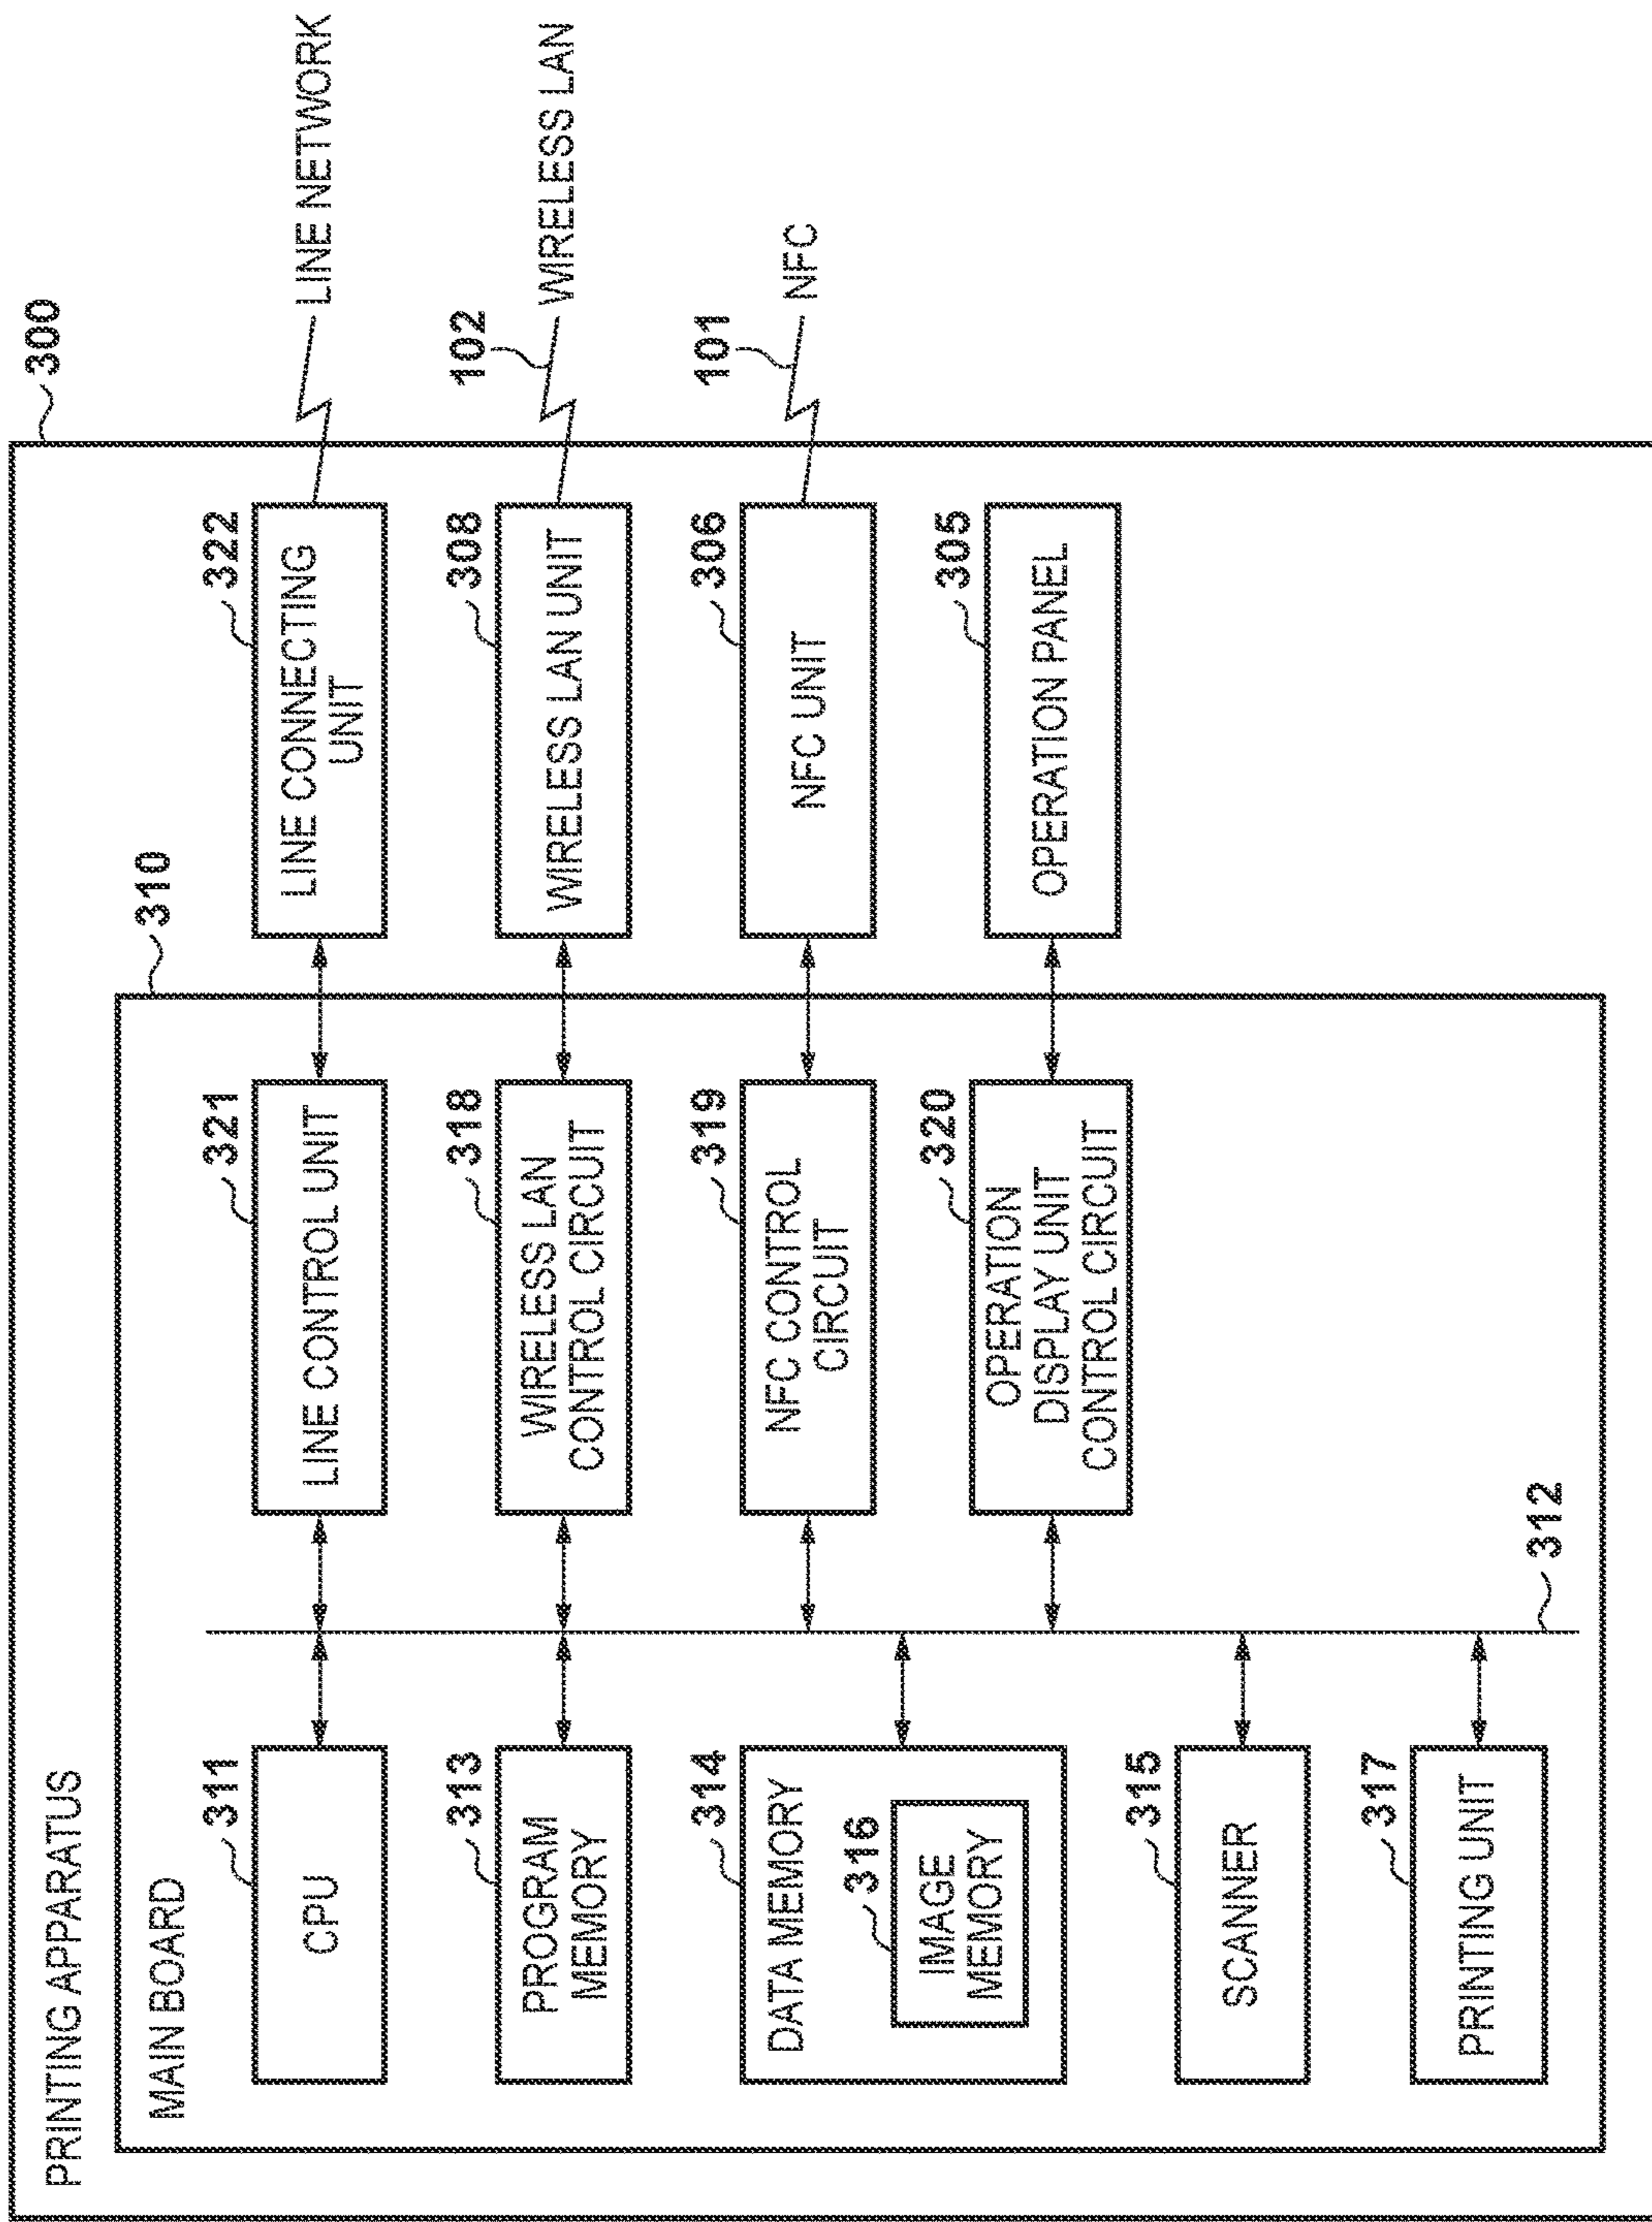 PRINTING APPARATUS
300
MAIN BOARD
310
311
CPU
321
LINE CONTROL UNIT
322
LINE CONNECTING
UNIT
LINE NETWORK
313
PROGRAM
MEMORY
318
WIRELESS LAN
CONTROL CIRCUIT
308
WIRELESS LAN UNIT
102
WIRELESS LAN
314
DATA MEMORY
316
IMAGE
MEMORY
319
NFC CONTROL
CIRCUIT
306
NFC UNIT
101
NFC
320
OPERATION
DISPLAY UNIT
CONTROL CIRCUIT
305
OPERATION PANEL
315
SCANNER
317
PRINTING UNIT
312